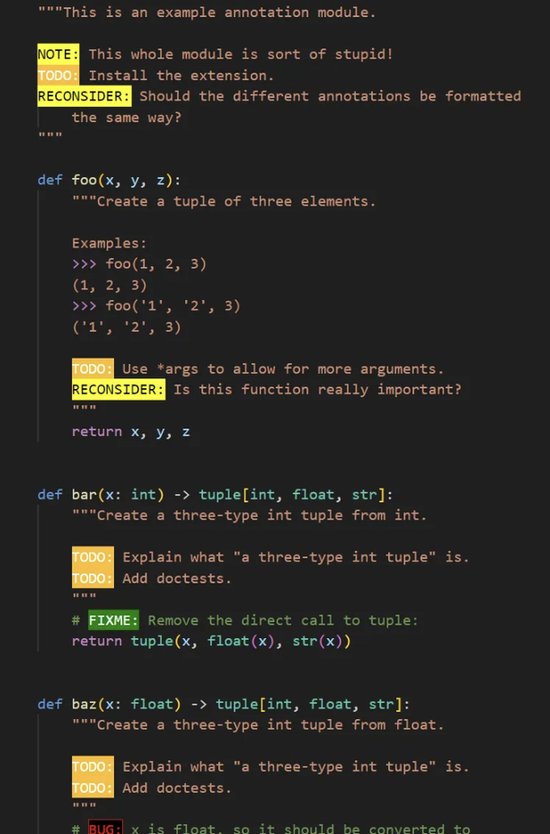 """This is an example annotation module.
NOTE: This whole module is sort of stupid!
TODO: Install the extension.
RECONSIDER: Should the different annotations be formatted
the same way?
"""
def foo(x, y, z):
"""Create a tuple of three elements.
Examples:
>>> foo(1, 2, 3)
(1, 2, 3)
>>> foo('1', '2', 3)
('1', '2', 3)
TODO: Use *args to allow for more arguments.
RECONSIDER: Is this function really important?
"""
return x, y, z
def bar(x: int) -> tuple[int, float, str]:
"""Create a three-type int tuple from int.
TODO: Explain what "a three-type int tuple" is.
TODO: Add doctests.
"""
# FIXME: Remove the direct call to tuple:
return tuple(x, float(x), str(x))
def baz(x: float) -> tuple[int, float, str]:
"""Create a three-type int tuple from float.
TODO: Explain what "a three-type int tuple" is.
TODO: Add doctests.
"""
# BUG: x is float, so it should be converted to